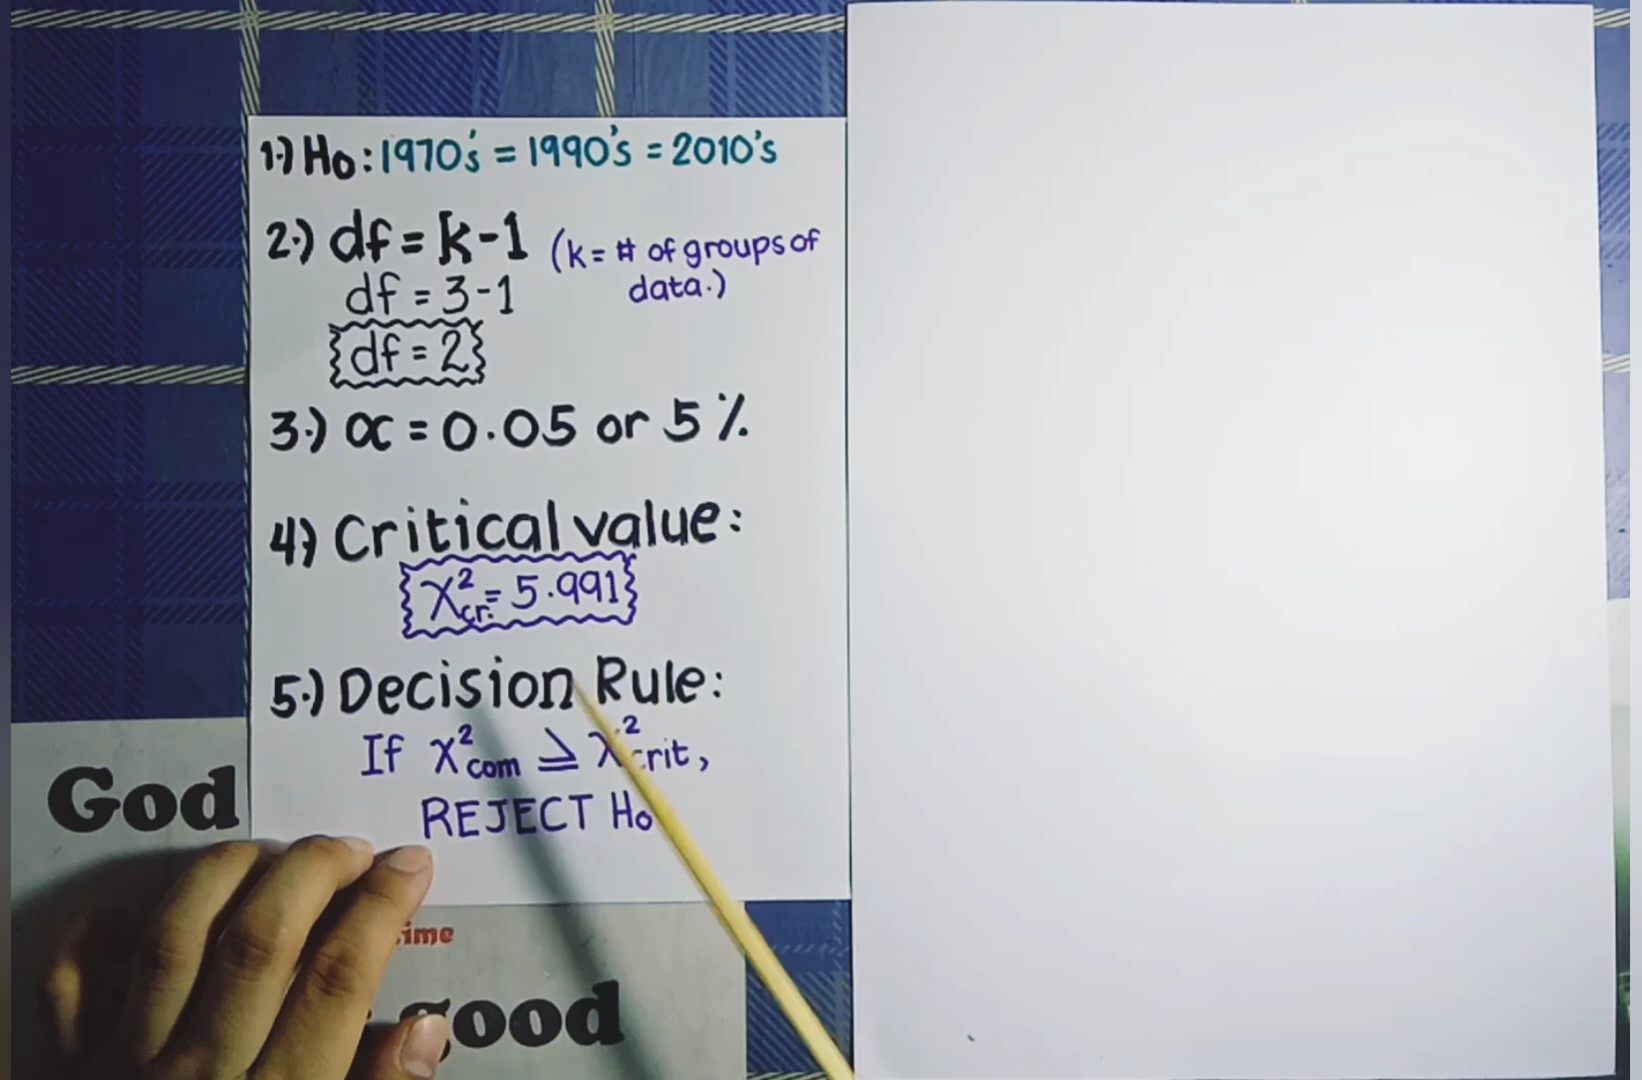 1.) Ho: 1970's = 1990's = 2010's
2.) df = k-1 (k = # of groups of
data.)
df = 3-1
df = 2
3.) α = 0.05 or 5%
4.) Critical value:
X²cr. = 5.991
5.) Decision Rule:
If X²com ≥ X²crit,
REJECT Ho
God
good